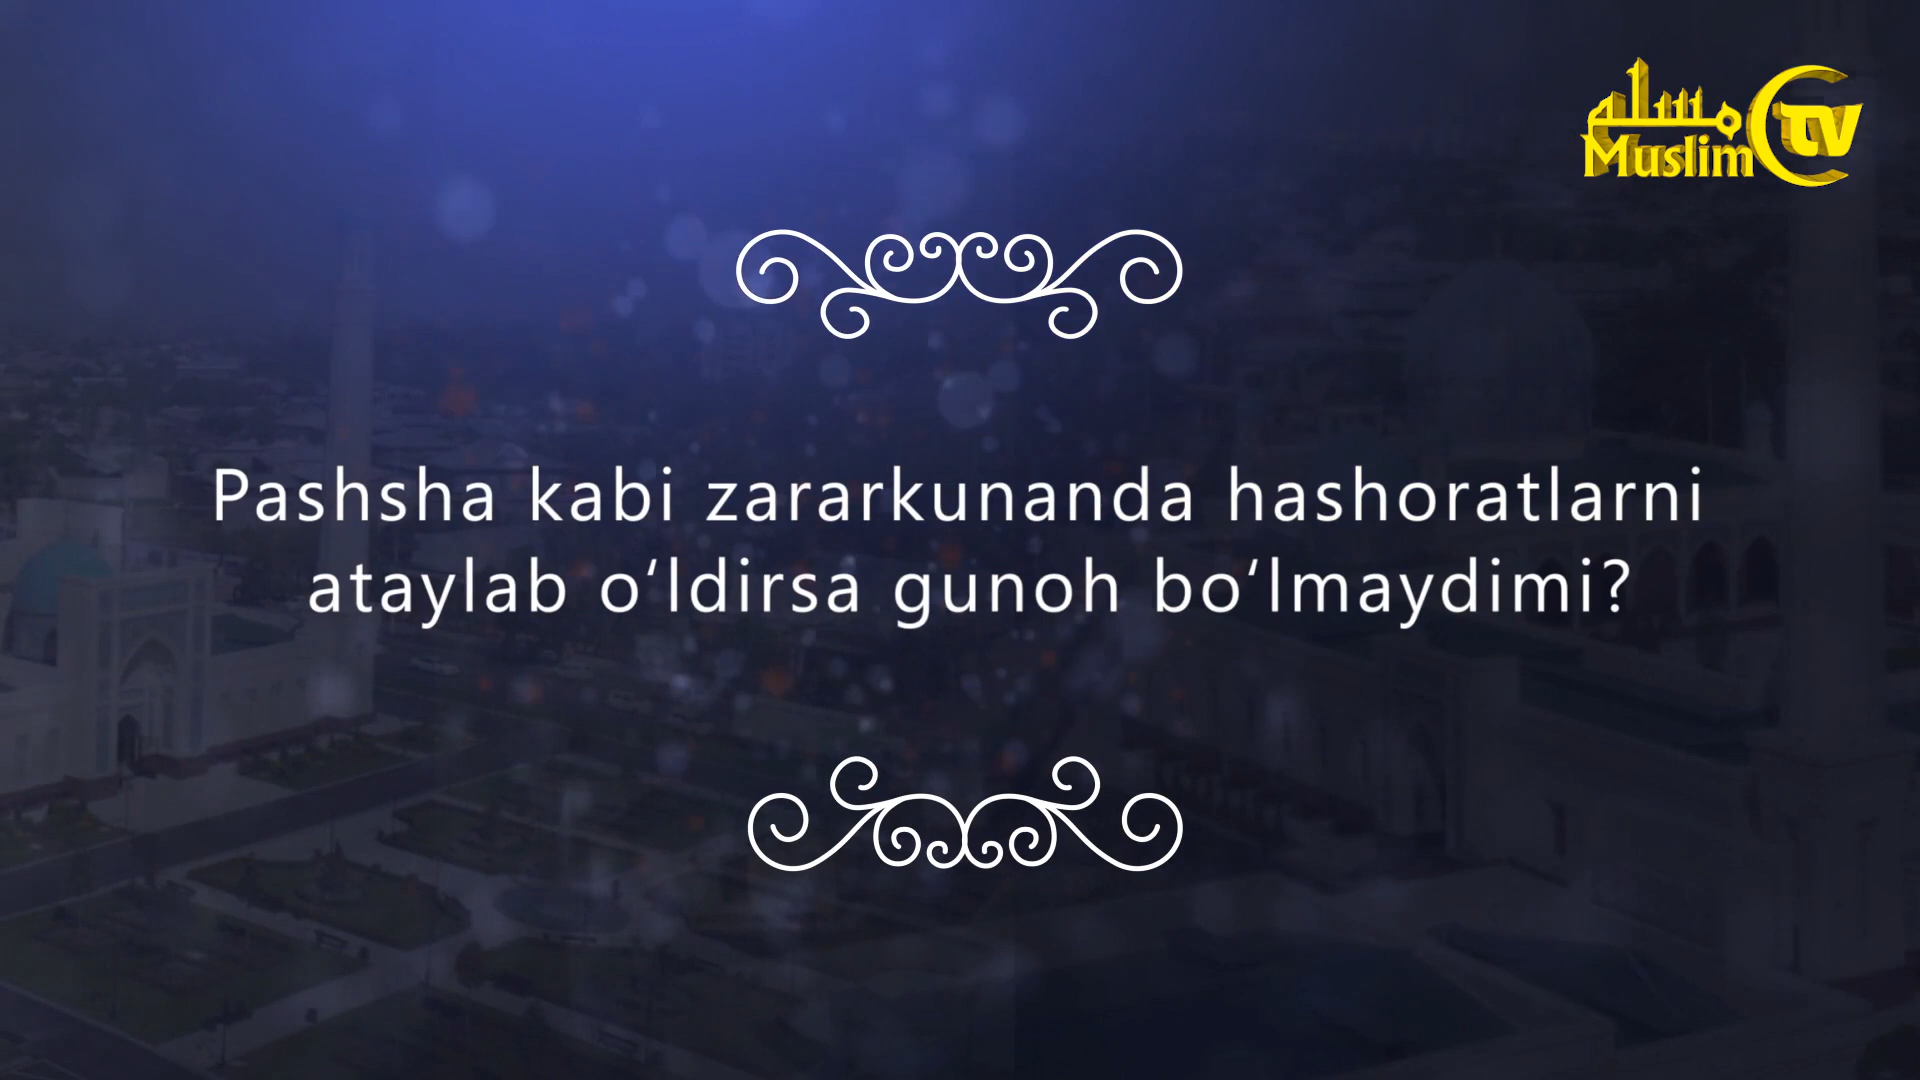 مسلم
Muslim tv
Pashsha kabi zararkunanda hashoratlarni
ataylab o‘ldirsa gunoh bo‘lmaydimi?